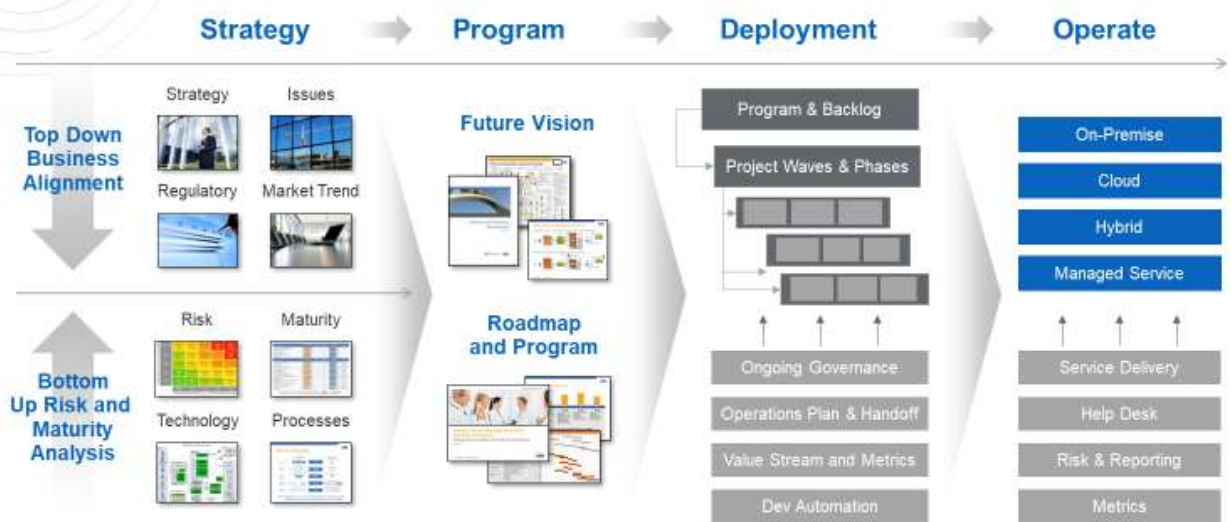 Strategy
Program
Deployment
Operate
Top Down
Business
Alignment
Strategy
Issues
Regulatory
Market Trend
Bottom
Up Risk and
Maturity
Analysis
Risk
Maturity
Technology
Processes
Future Vision
Roadmap
and Program
Program & Backlog
Project Waves & Phases
Ongoing Governance
Operations Plan & Handoff
Value Stream and Metrics
Dev Automation
On-Premise
Cloud
Hybrid
Managed Service
Service Delivery
Help Desk
Risk & Reporting
Metrics